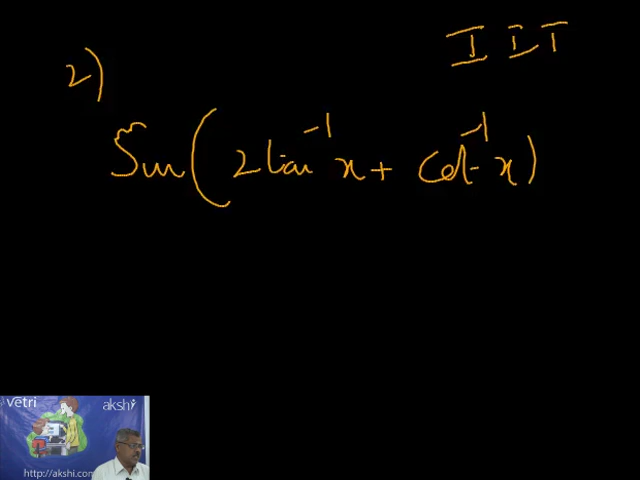 IIT
2)
Sin(2tan⁻¹x + cot⁻¹x)
vetri akshi
http://akshi.com